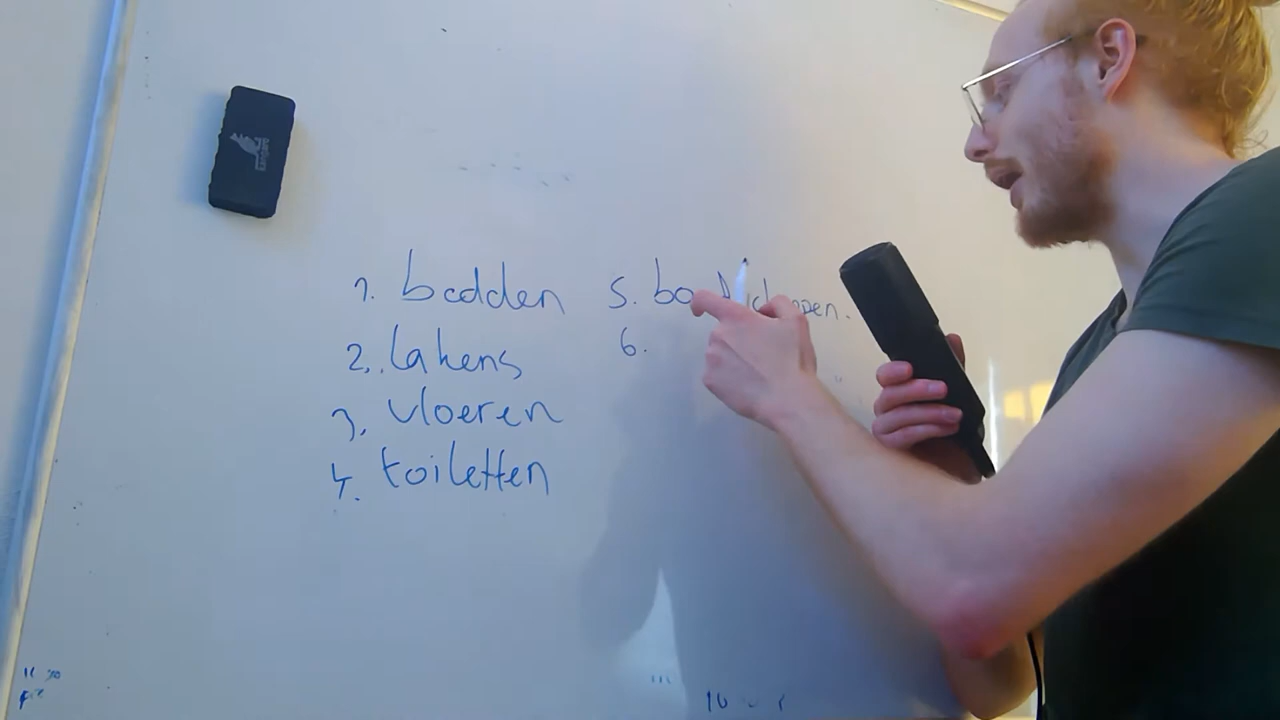 1. bedden
2. lakens
3. vloeren
4. toiletten
5.
6.